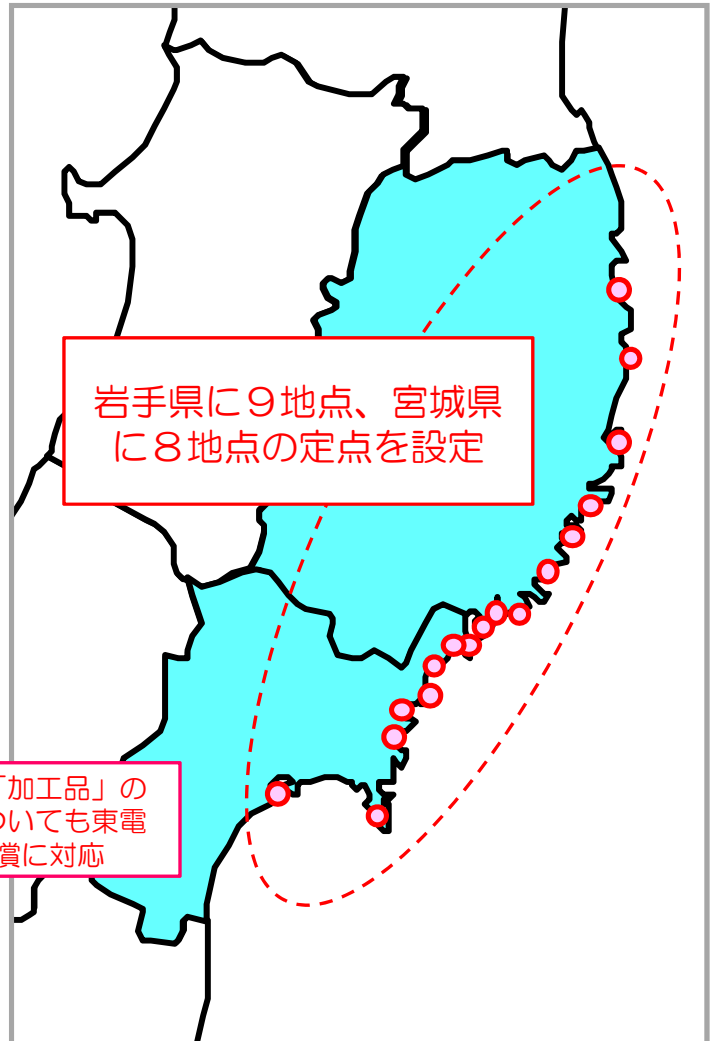 岩手県に９地点、宮城県
に８地点の定点を設定
「加工品」の
ついても東電
償に対応